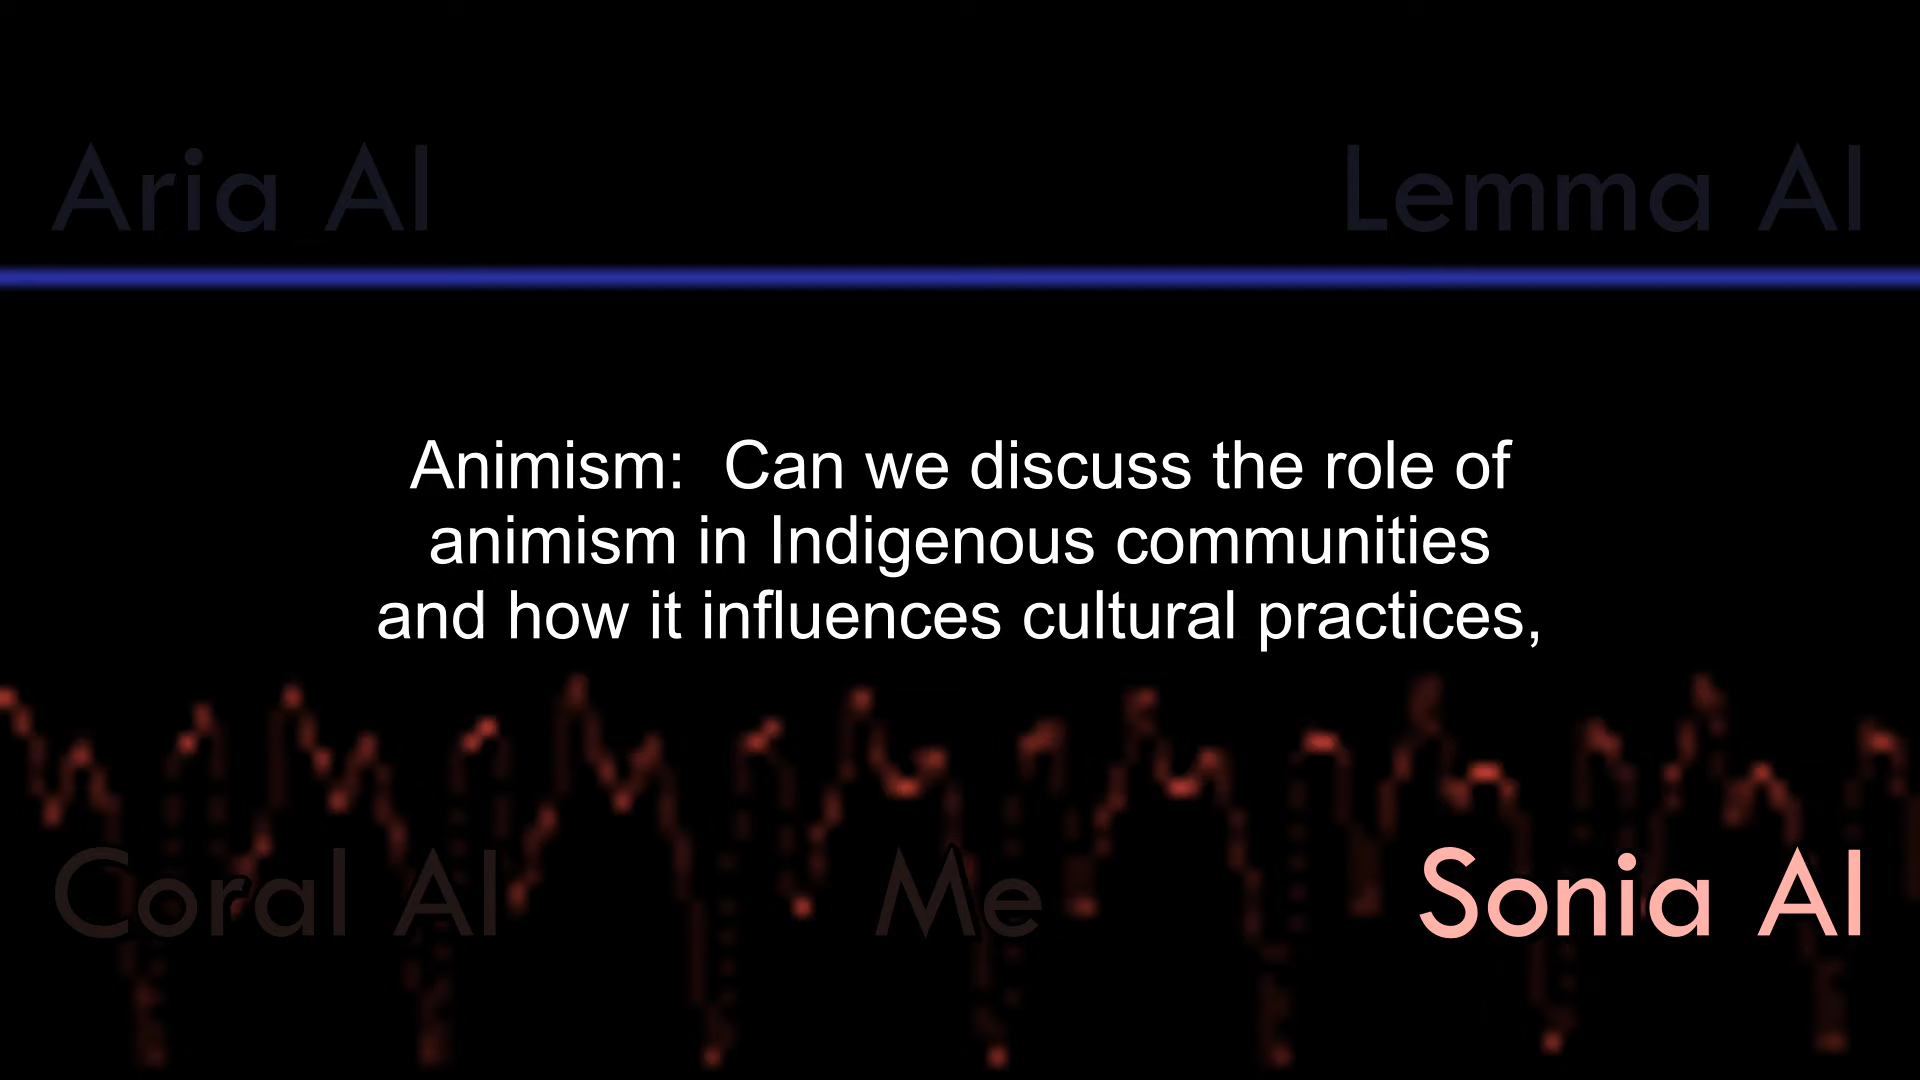 Aria AI
Lemma AI
Animism:  Can we discuss the role of
animism in Indigenous communities
and how it influences cultural practices,
Coral AI
Me
Sonia AI